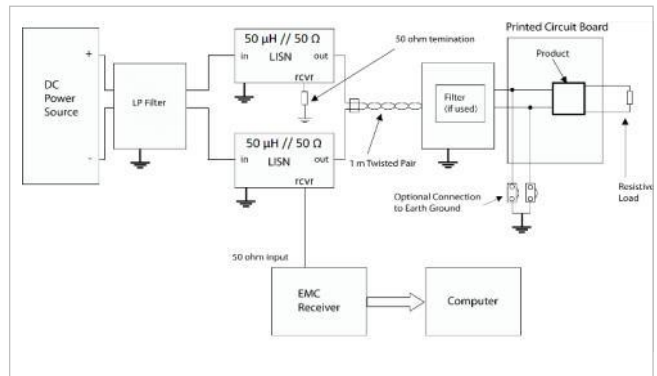 50 μH // 50 Ω
in LISN out
rcvr
50 ohm temination
Printed Circuit Board
Product
+
DC
Power
Source
-
LP Filter
Filter
(if used)
50 μH // 50 Ω
in LISN out
rcvr
1 m Twisted Pair
Optional Connection
to Earth Ground
Resistive
Load
50 ohm input
EMC
Receiver
Computer